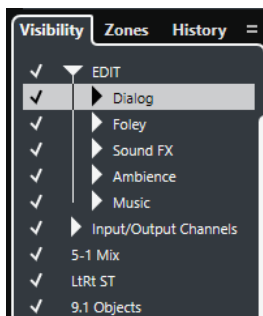 Visibility Zones History
EDIT
Dialog
Foley
Sound FX
Ambience
Music
Input/Output Channels
5-1 Mix
LtRt ST
9.1 Objects